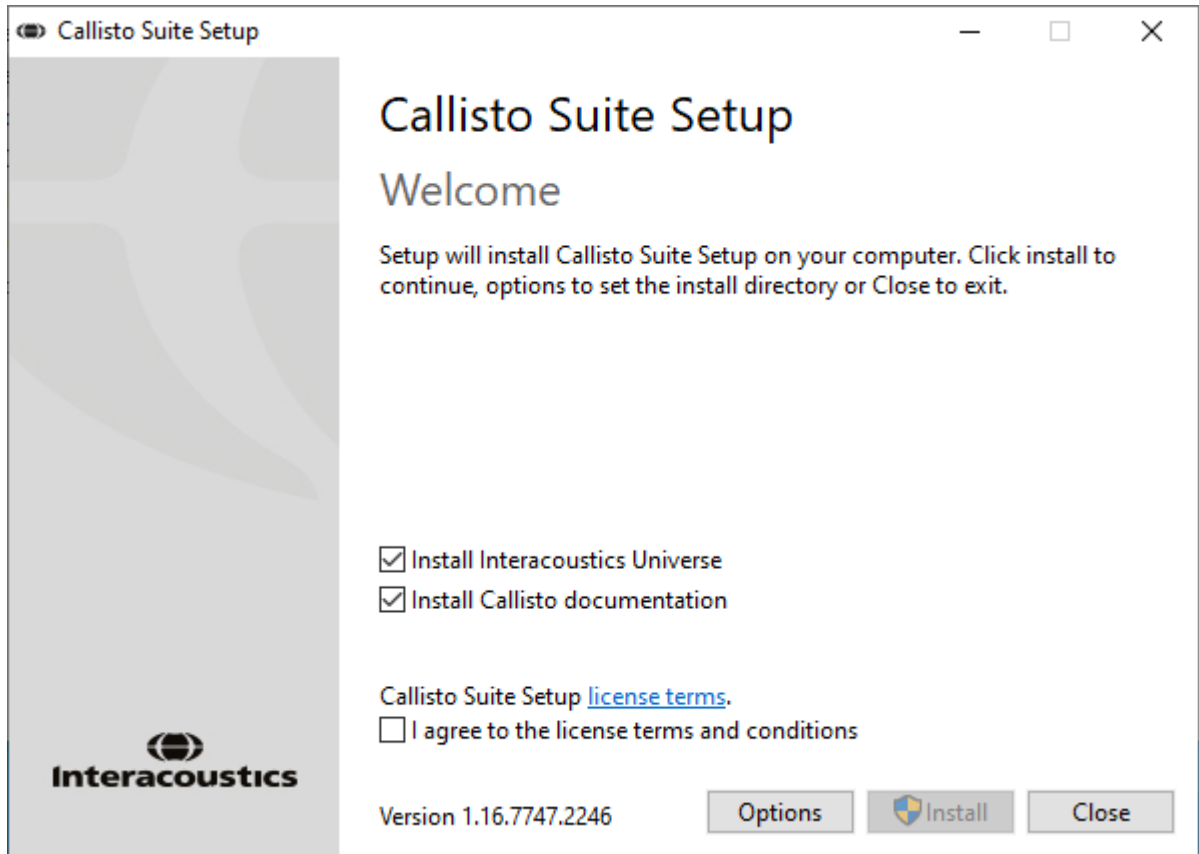 Callisto Suite Setup
Callisto Suite Setup
Welcome
Setup will install Callisto Suite Setup on your computer. Click install to
continue, options to set the install directory or Close to exit.
Install Interacoustics Universe
Install Callisto documentation
Callisto Suite Setup license terms.
I agree to the license terms and conditions
Interacoustics
Version 1.16.7747.2246
Options
Install
Close